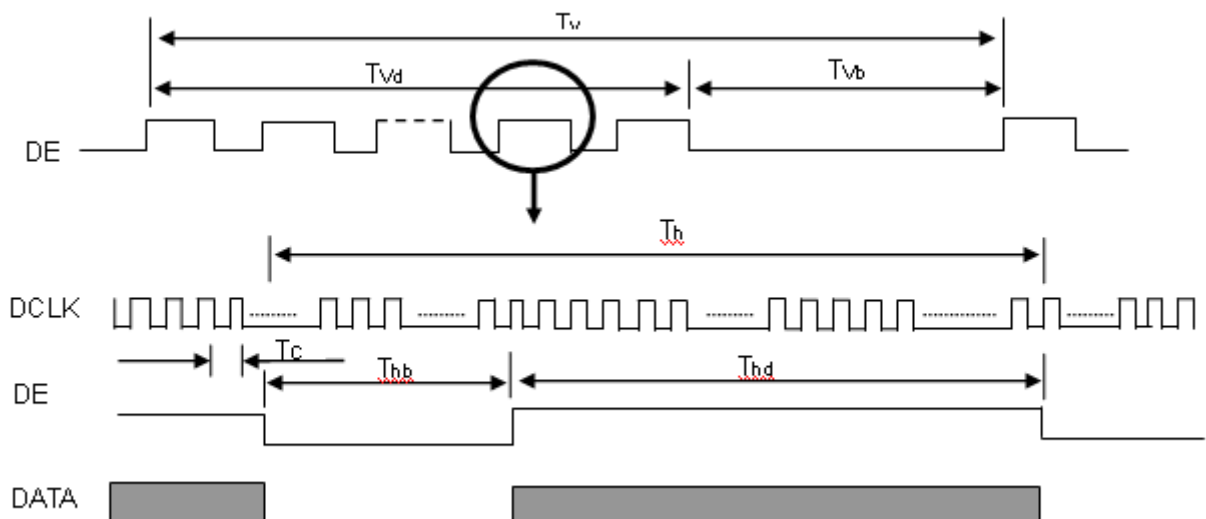 Tv
TVd
TVb
DE
Th
DCLK
TC
Thb
Thd
DE
DATA